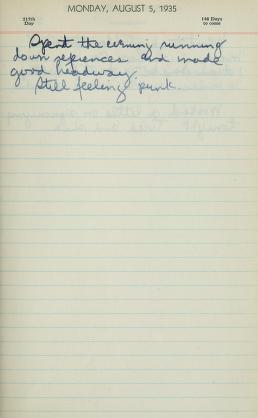 MONDAY, AUGUST 5, 1935
217th
Day
148 Days
to come
Spent the evening running
down references and made
good headway.
Still feeling punk.